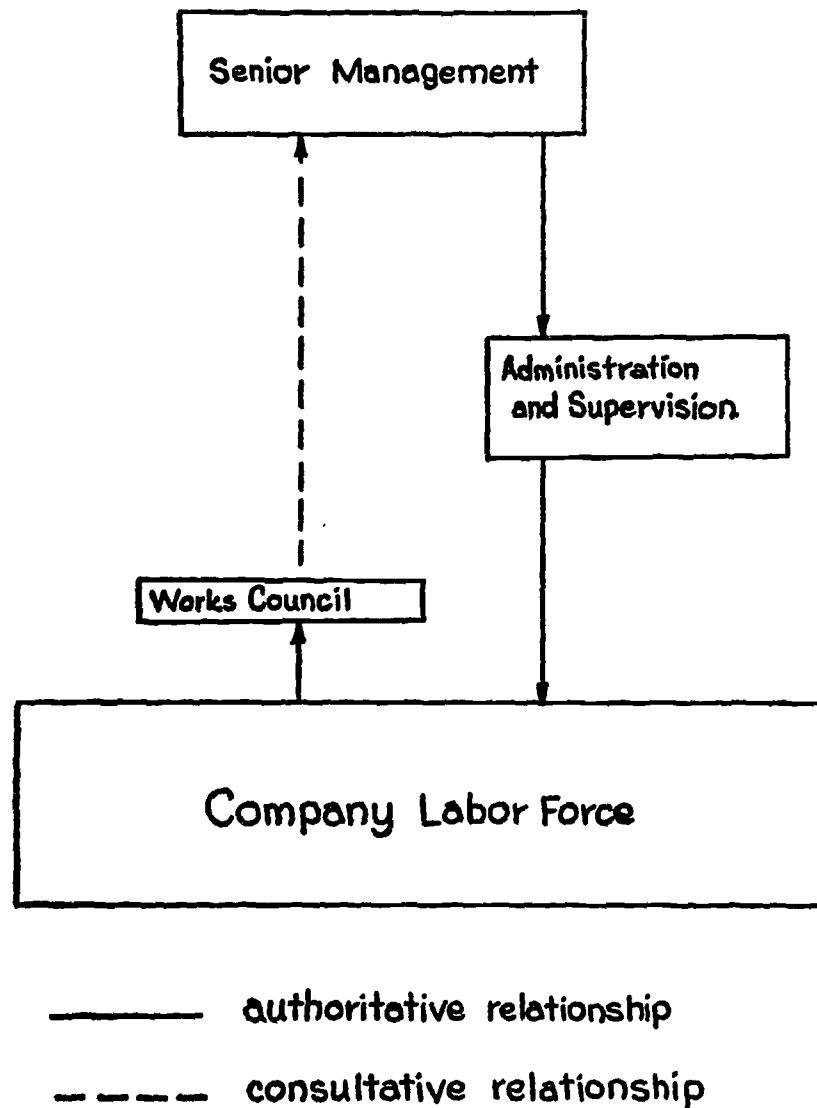 Senior Management
Administration
and Supervision
Works Council
Company Labor Force
authoritative relationship
consultative relationship